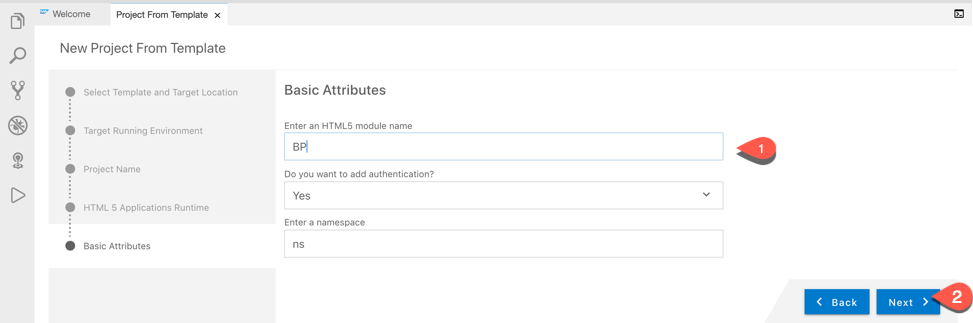 Welcome
Project From Template ×
New Project From Template
Select Template and Target Location
Target Running Environment
Project Name
HTML 5 Applications Runtime
Basic Attributes
Basic Attributes
Enter an HTML5 module name
BP
1
Do you want to add authentication?
Yes
Enter a namespace
ns
Back
Next
2